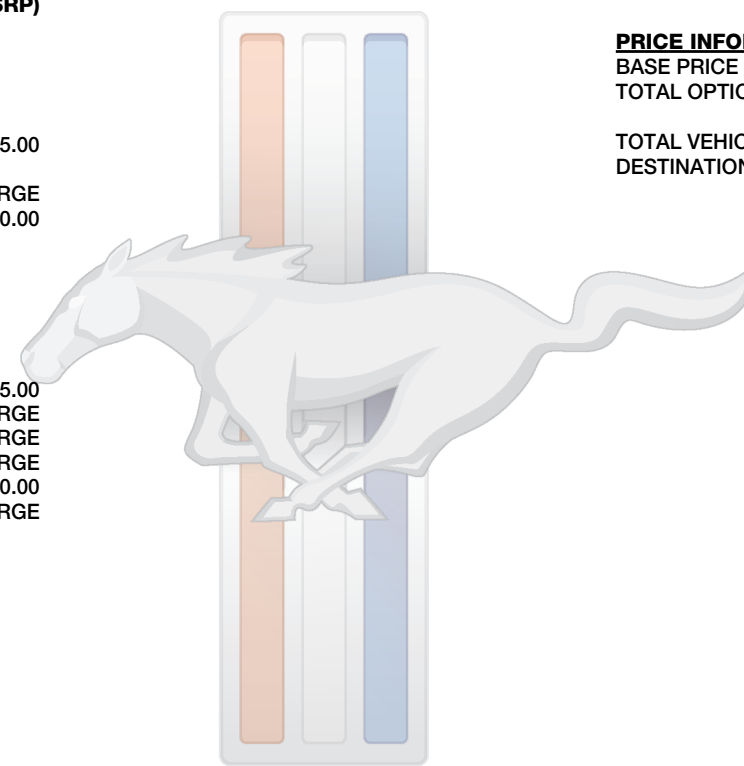 SRP)
5.00
RGE
0.00
5.00
RGE
RGE
RGE
0.00
RGE
PRICE INFO
BASE PRICE
TOTAL OPTIO
TOTAL VEHIC
DESTINATION